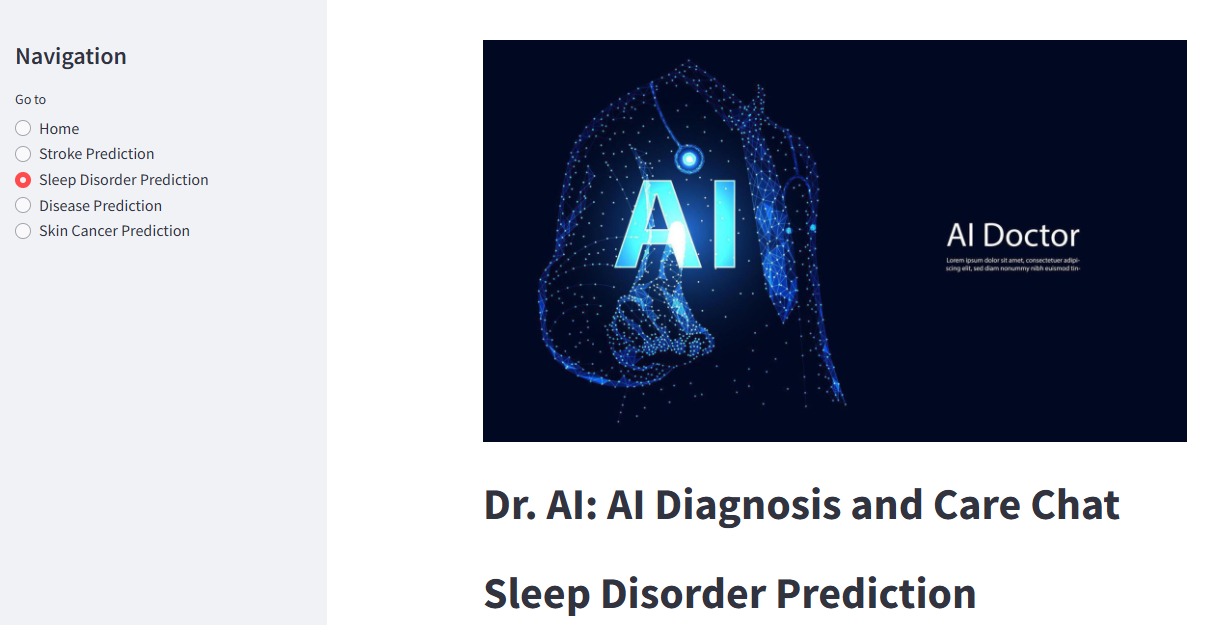 Navigation
Go to
Home
Stroke Prediction
Sleep Disorder Prediction
Disease Prediction
Skin Cancer Prediction
AI
AI Doctor
Lorem ipsum dolor sit amet, consectetuer adipi-
scing elit, sed diam nonummy nibh euismod tin-
Dr. AI: AI Diagnosis and Care Chat
Sleep Disorder Prediction